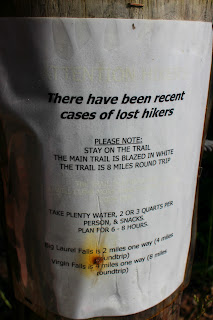 There have been recent
cases of lost hikers
PLEASE NOTE:
STAY ON THE TRAIL
THE MAIN TRAIL IS BLAZED IN WHITE
THE TRAIL IS 8 MILES ROUND TRIP
TAKE PLENTY WATER, 2 OR 3 QUARTS PER
PERSON, & SNACKS.
PLAN FOR 6 - 8 HOURS.
Big Laurel Falls is 2 miles one way (4 miles
roundtrip)
Virgin Falls is 4 miles one way (8 miles
roundtrip)